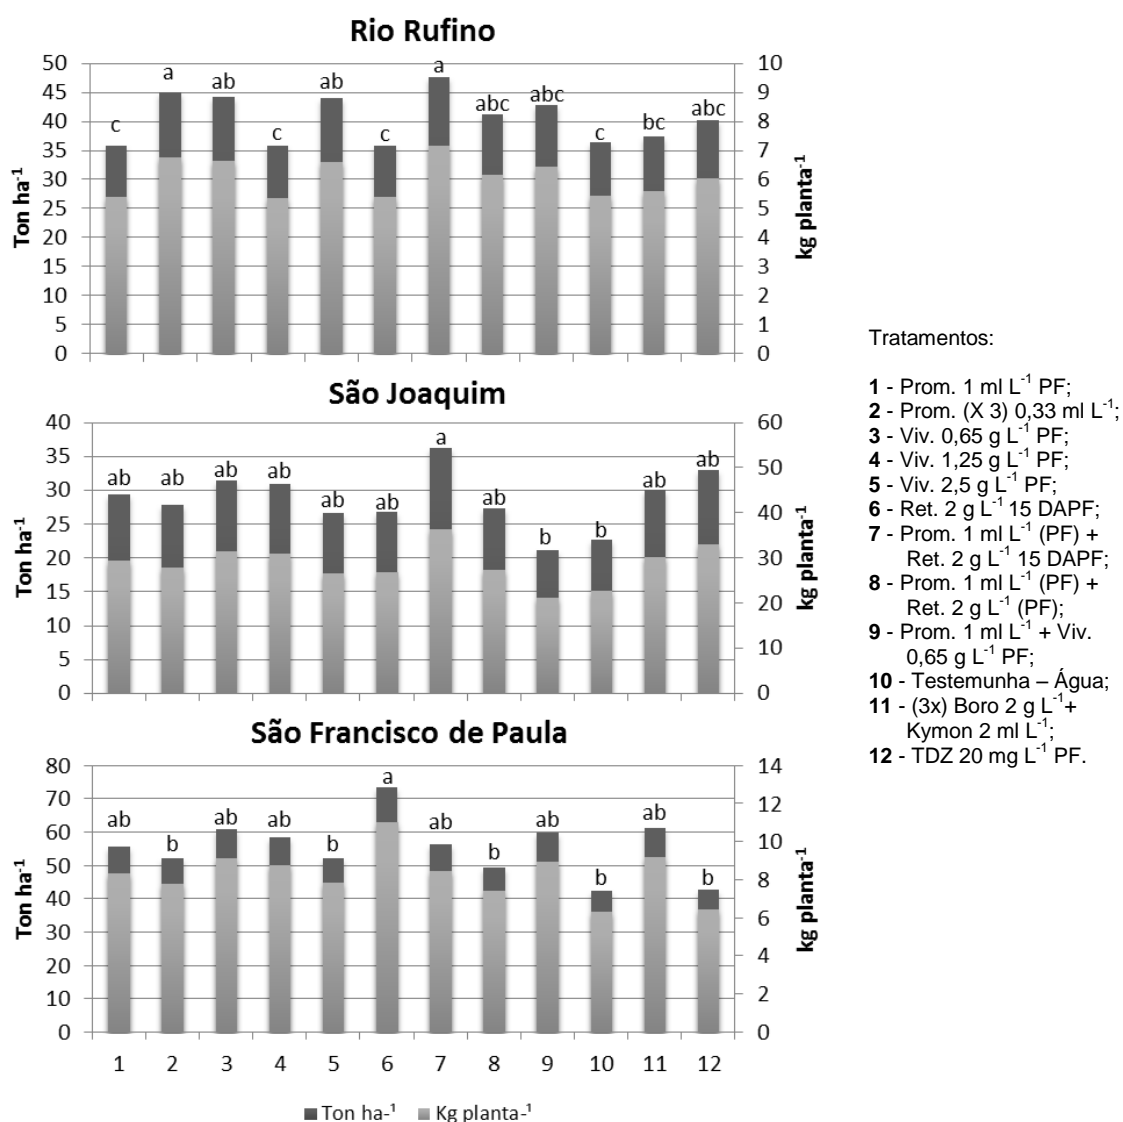 Rio Rufino
50
45
40
35
30
25
20
15
10
5
0
Ton ha-¹
c a ab c ab c a abc abc c bc abc
10
9
8
7
6
5
4
3
2
1
0
kg planta-¹
São Joaquim
40
35
30
25
20
15
10
5
0
Ton ha-¹
ab ab ab ab ab ab a ab b b ab ab
60
50
40
30
20
10
0
kg planta-¹
São Francisco de Paula
80
70
60
50
40
30
20
10
0
Ton ha-¹
ab b ab ab b a ab b ab b ab b
14
12
10
8
6
4
2
0
kg planta-¹
1 2 3 4 5 6 7 8 9 10 11 12
Ton ha-¹ Kg planta-¹
Tratamentos:
1 - Prom. 1 ml L-1 PF;
2 - Prom. (X 3) 0,33 ml L-1;
3 - Viv. 0,65 g L-1 PF;
4 - Viv. 1,25 g L-1 PF;
5 - Viv. 2,5 g L-1 PF;
6 - Ret. 2 g L-1 15 DAPF;
7 - Prom. 1 ml L-1 (PF) +
Ret. 2 g L-1 15 DAPF;
8 - Prom. 1 ml L-1 (PF) +
Ret. 2 g L-1 (PF);
9 - Prom. 1 ml L-1 + Viv.
0,65 g L-1 PF;
10 - Testemunha – Água;
11 - (3x) Boro 2 g L-1+
Kymon 2 ml L-1;
12 - TDZ 20 mg L-1 PF.